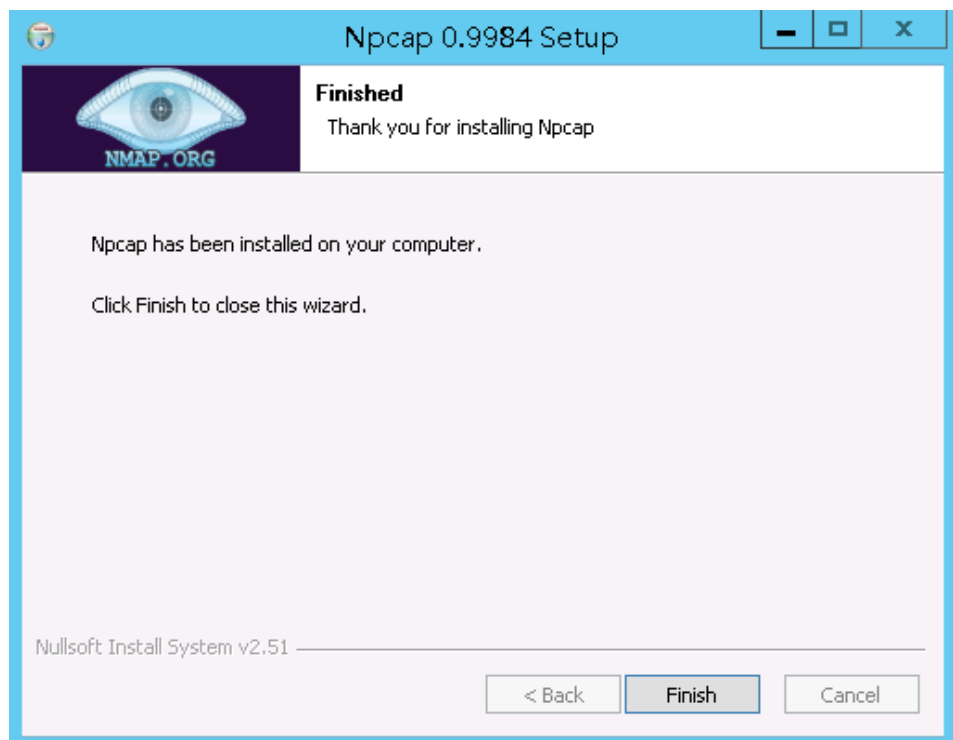 Npcap 0.9984 Setup
NMAP.ORG
Finished
Thank you for installing Npcap
Npcap has been installed on your computer.
Click Finish to close this wizard.
Nullsoft Install System v2.51
< Back
Finish
Cancel